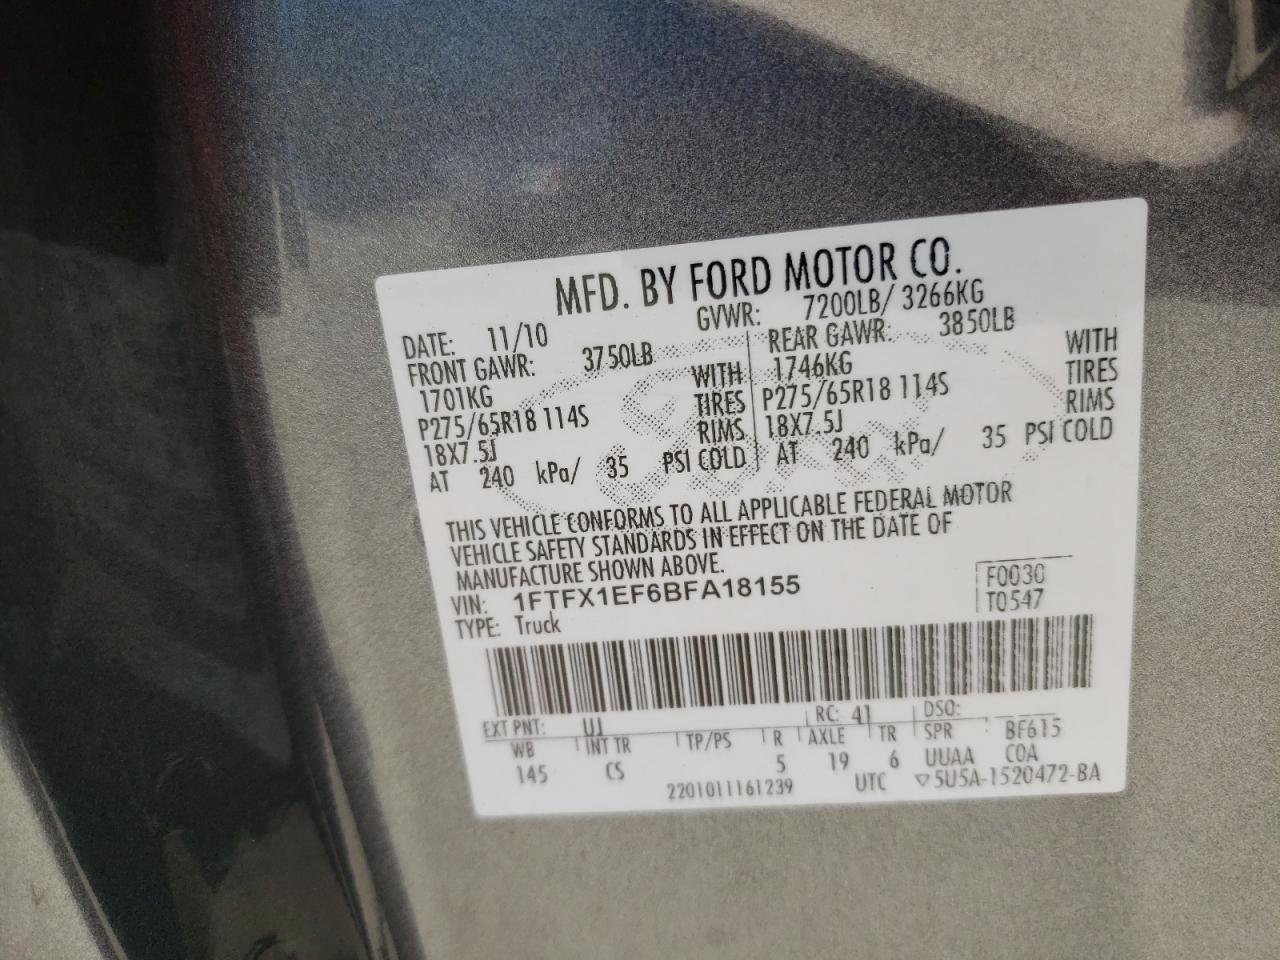 MFD. BY FORD MOTOR CO.
DATE: 11/10 GVWR: 7200LB/ 3266KG
FRONT GAWR: 3750LB REAR GAWR: 3850LB
1701KG WITH 1746KG WITH
P275/65R18 114S TIRES P275/65R18 114S TIRES
18X7.5J RIMS 18X7.5J RIMS
AT 240 kPa/ 35 PSI COLD AT 240 kPa/ 35 PSI COLD
THIS VEHICLE CONFORMS TO ALL APPLICABLE FEDERAL MOTOR
VEHICLE SAFETY STANDARDS IN EFFECT ON THE DATE OF
MANUFACTURE SHOWN ABOVE.
VIN: 1FTFX1EF6BFA18155 F0030
TYPE: Truck T0547
EXT PNT: UJ RC: 41 DSO:
WB INT TR TP/PS R AXLE TR SPR BF615
145 CS 5 19 6 UUAA COA
2201011161239 UTC ▽5U5A-1520472-BA